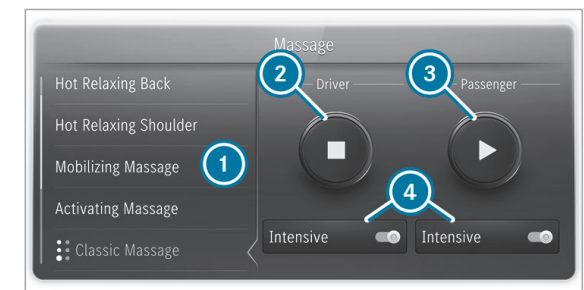 Massage
Hot Relaxing Back
Hot Relaxing Shoulder
Mobilizing Massage
Activating Massage
Classic Massage
1
2
3
Driver
Passenger
4
Intensive
Intensive